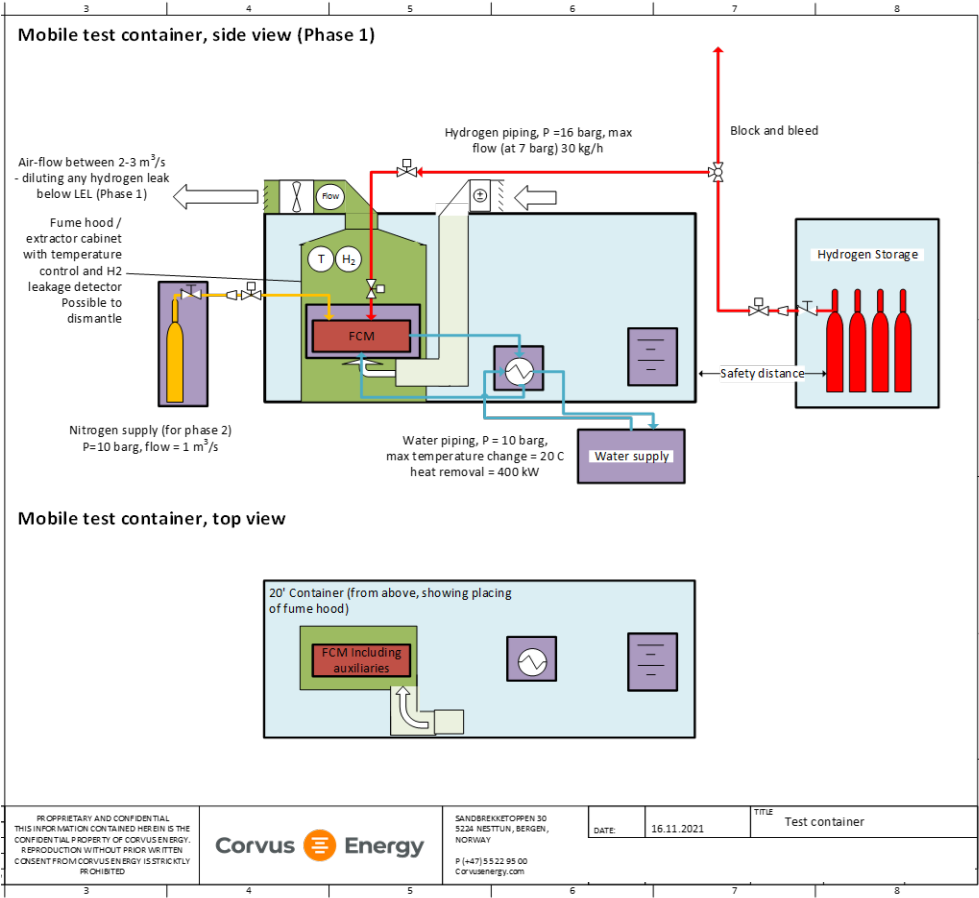 3 4 5 6 7 8
Mobile test container, side view (Phase 1)
Block and bleed
Hydrogen piping, P =16 barg, max
flow (at 7 barg) 30 kg/h
Air-flow between 2-3 m³/s
- diluting any hydrogen leak
below LEL (Phase 1)
Flow
Fume hood /
extractor cabinet
with temperature
control and H2
leakage detector
Possible to
dismantle
T
H₂
Hydrogen Storage
FCM
Safety distance
Nitrogen supply (for phase 2)
P=10 barg, flow = 1 m³/s
Water piping, P = 10 barg,
max temperature change = 20 C
heat removal = 400 kW
Water supply
Mobile test container, top view
20' Container (from above, showing placing
of fume hood)
FCM Including
auxiliaries
PROPPRIETARY AND CONFIDENTIAL
THIS INFORMATION CONTAINED HEREIN IS THE
CONFIDENTIAL PROPERTY OF CORVUS ENERGY.
REPRODUCTION WITHOUT PRIOR WRITTEN
CONSENT FROM CORVUS ENERGY IS STRICKTLY
PROHIBITED
Corvus Energy
SANDBREKKETOPPEN 30
5224 NESTTUN, BERGEN,
NORWAY
P (+47) 55 22 95 00
Corvusenergy.com
DATE:
16.11.2021
TITLE
Test container
3 4 5 6 7 8